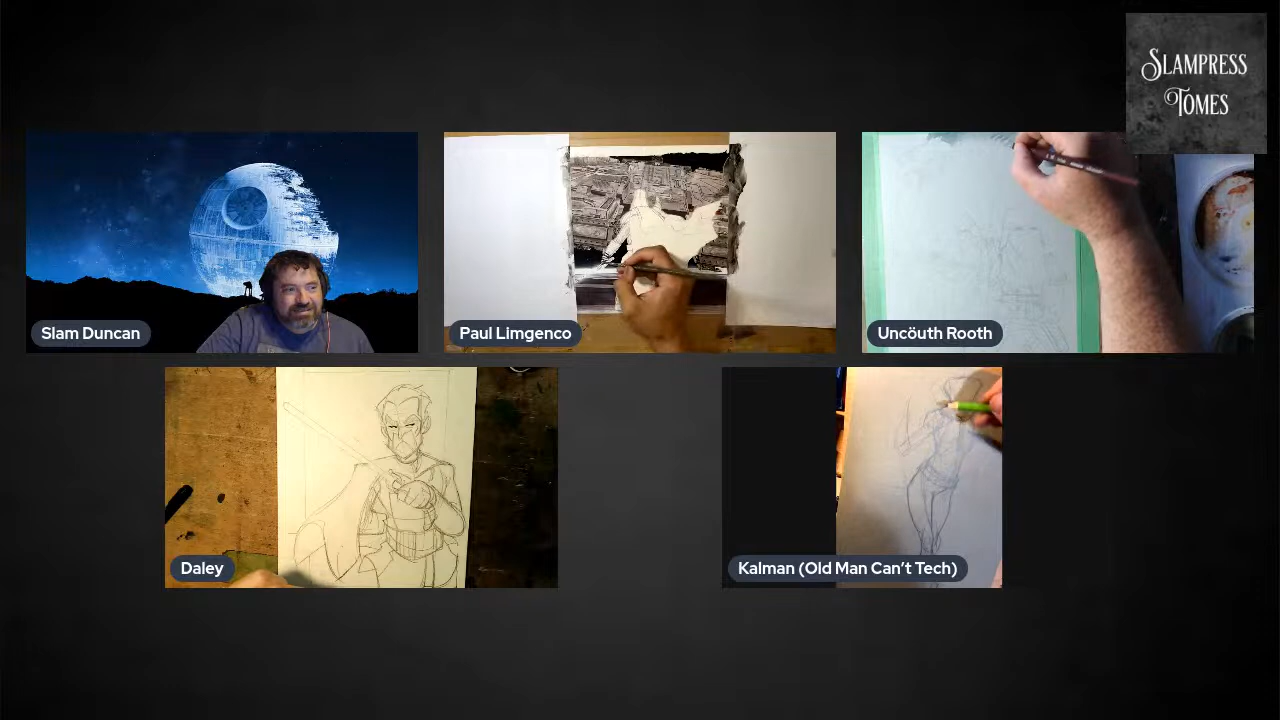 SLAMPRESS
TOMES
Slam Duncan
Paul Limgenco
Uncöuth Rooth
Daley
Kalman (Old Man Can’t Tech)